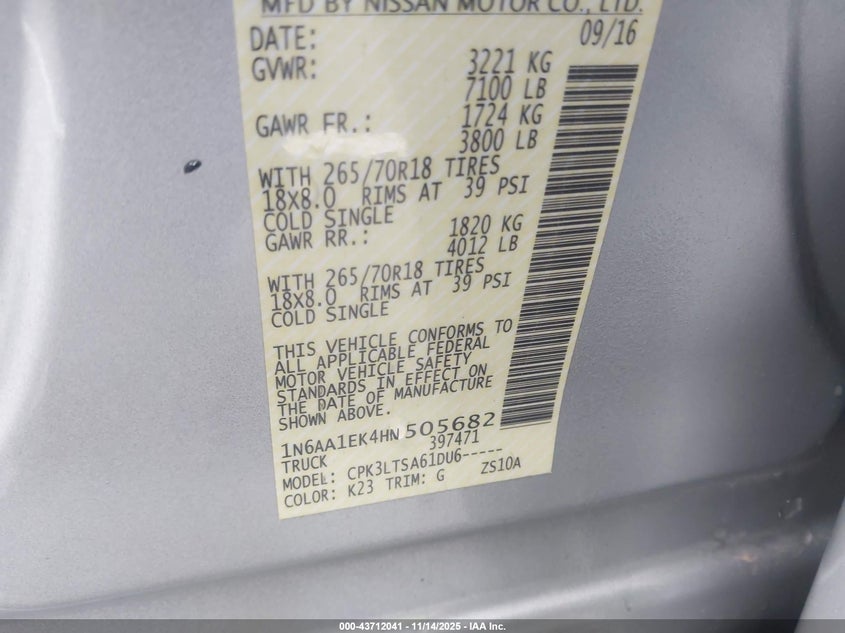 MFD BY NISSAN MOTOR CO., LTD.
DATE: 09/16
GVWR: 3221 KG
7100 LB
GAWR FR.: 1724 KG
3800 LB
WITH 265/70R18 TIRES
18X8.0 RIMS AT 39 PSI
COLD SINGLE
GAWR RR.: 1820 KG
4012 LB
WITH 265/70R18 TIRES
18X8.0 RIMS AT 39 PSI
COLD SINGLE
THIS VEHICLE CONFORMS TO
ALL APPLICABLE FEDERAL
MOTOR VEHICLE SAFETY
STANDARDS IN EFFECT ON
THE DATE OF MANUFACTURE
SHOWN ABOVE.
1N6AA1EK4HN505682
397471
TRUCK
MODEL: CPK3LTSA61DU6-----
COLOR: K23 TRIM: G ZS10A
000-43712041 - 11/14/2025 - IAA Inc.